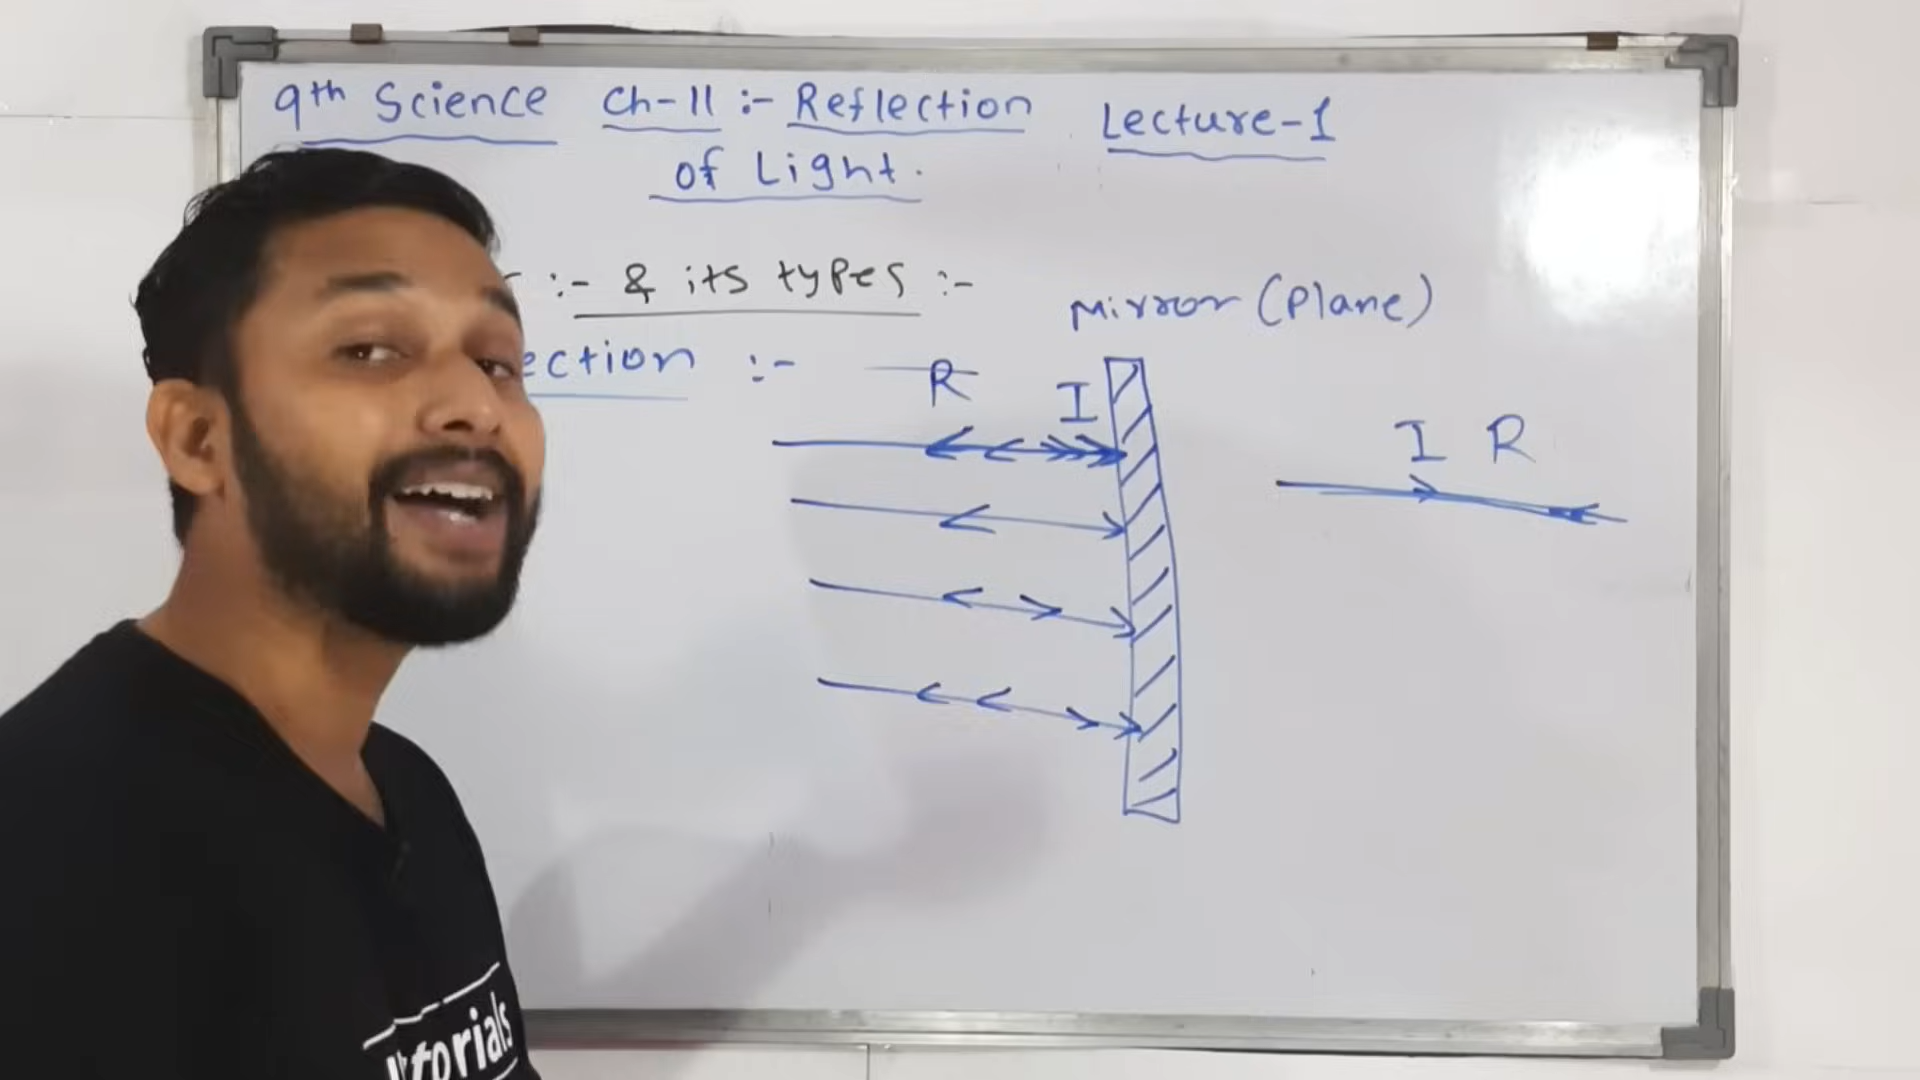 9th Science Ch-11 :- Reflection Lecture-1
of Light.
:- & its types :-
Mirror (Plane)
ection :-
R I
I R
torials